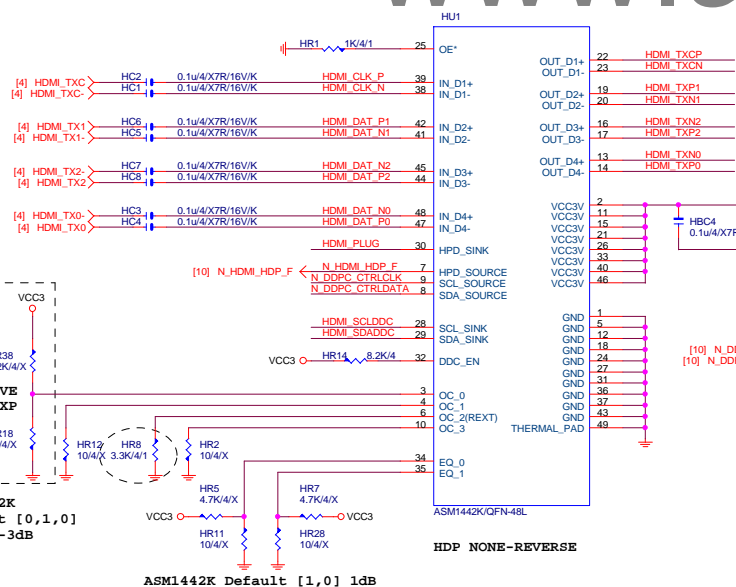 HU1
HR1 1K/4/1 25 OE*
OUT_D1+ 22 HDMI_TXCP
OUT_D1- 23 HDMI_TXCN
[4] HDMI_TXC HC2 0.1u/4/X7R/16V/K HDMI_CLK_P 39 IN_D1+
[4] HDMI_TXC- HC1 0.1u/4/X7R/16V/K HDMI_CLK_N 38 IN_D1-
OUT_D2+ 19 HDMI_TXP1
OUT_D2- 20 HDMI_TXN1
[4] HDMI_TX1 HC6 0.1u/4/X7R/16V/K HDMI_DAT_P1 42 IN_D2+
[4] HDMI_TX1- HC5 0.1u/4/X7R/16V/K HDMI_DAT_N1 41 IN_D2-
OUT_D3+ 16 HDMI_TXN2
OUT_D3- 17 HDMI_TXP2
[4] HDMI_TX2- HC7 0.1u/4/X7R/16V/K HDMI_DAT_N2 45 IN_D3+
[4] HDMI_TX2 HC8 0.1u/4/X7R/16V/K HDMI_DAT_P2 44 IN_D3-
OUT_D4+ 13 HDMI_TXN0
OUT_D4- 14 HDMI_TXP0
[4] HDMI_TX0- HC3 0.1u/4/X7R/16V/K HDMI_DAT_N0 48 IN_D4+
[4] HDMI_TX0 HC4 0.1u/4/X7R/16V/K HDMI_DAT_P0 47 IN_D4-
VCC3V 2
VCC3V 11
VCC3V 15
VCC3V 21
VCC3V 26
VCC3V 33
VCC3V 40
VCC3V 46
HBC4
0.1u/4/X7R
HDMI_PLUG 30 HPD_SINK
[10] N_HDMI_HDP_F N_HDMI_HDP_F 7 HPD_SOURCE
N_DDPC_CTRLCLK 9 SCL_SOURCE
N_DDPC_CTRLDATA 8 SDA_SOURCE
HDMI_SCLDDC 28 SCL_SINK
HDMI_SDADDC 29 SDA_SINK
VCC3 HR14 8.2K/4 32 DDC_EN
GND 1
GND 5
GND 12
GND 18
GND 24
GND 27
GND 31
GND 36
GND 37
GND 43
THERMAL_PAD 49
[10] N_DD
[10] N_DD
VCC3
3 OC_0
4 OC_1
6 OC_2(REXT)
10 OC_3
HR12
10/4/X
HR8
3.3K/4/1
HR2
10/4/X
34 EQ_0
35 EQ_1
HR5
4.7K/4/X
VCC3
HR7
4.7K/4/X
VCC3
HR11
10/4/X
HR28
10/4/X
ASM1442K/QFN-48L
HDP NONE-REVERSE
[0,1,0]
-3dB
ASM1442K Default [1,0] 1dB